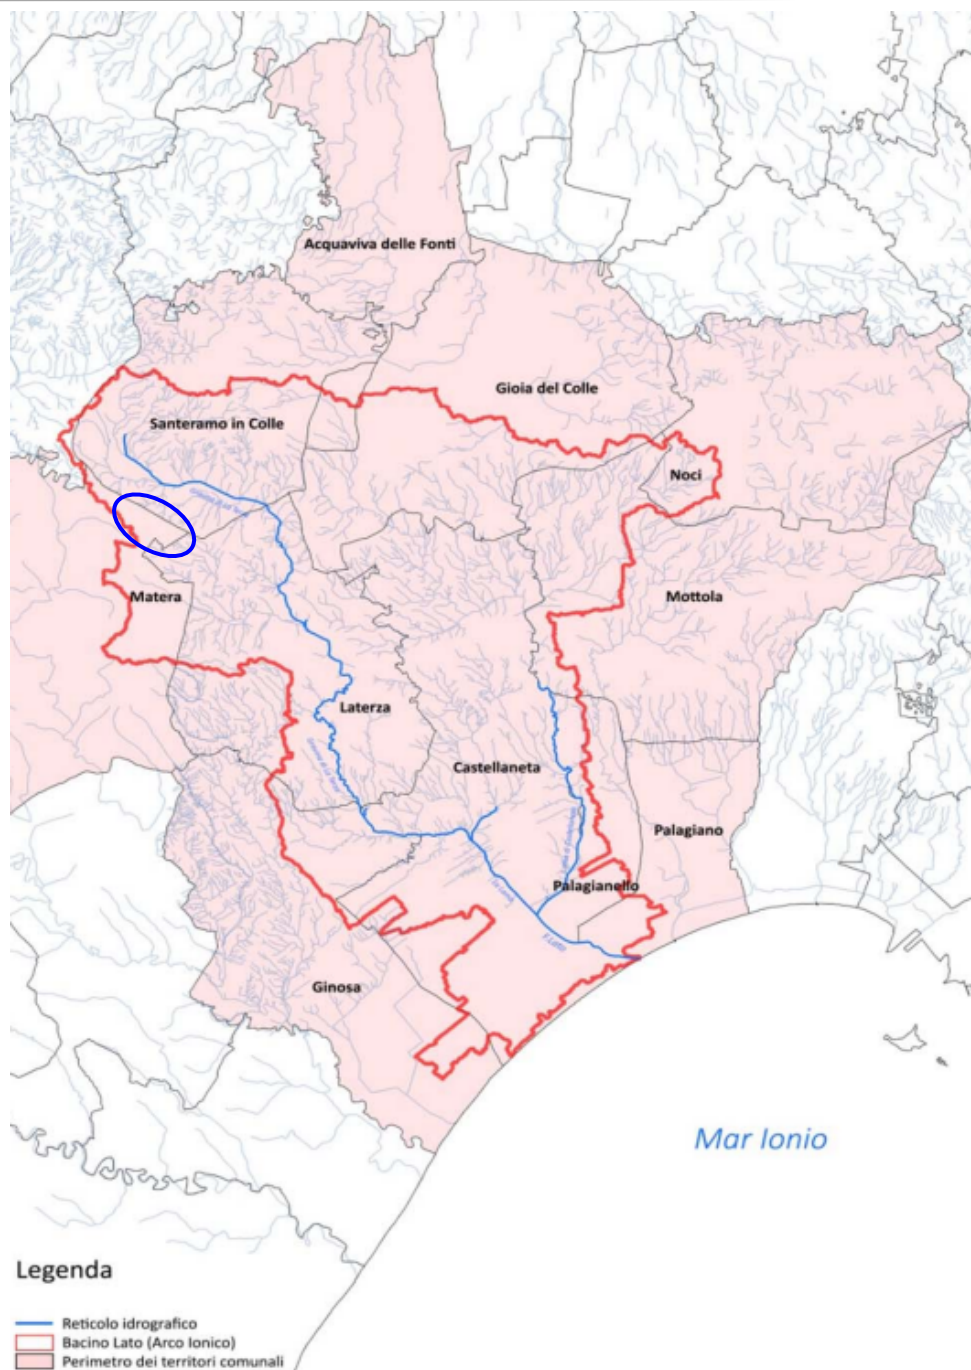 Acquaviva delle Fonti
Gioia del Colle
Santeramo in Colle
Noci
Matera
Mottola
Laterza
Castellaneta
Palagiano
Palagianello
F. Lato
Ginosa
Mar Ionio
Legenda
Reticolo idrografico
Bacino Lato (Arco Ionico)
Perimetro dei territori comunali